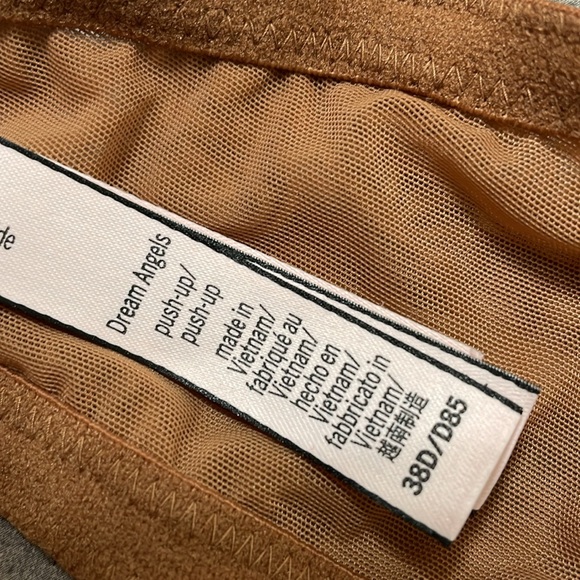 Dream Angels
push-up/
push-up
made in
Vietnam/
fabriqué au
Vietnam/
hecho en
Vietnam/
fabbricato in
Vietnam/
越南制造
38D/D85